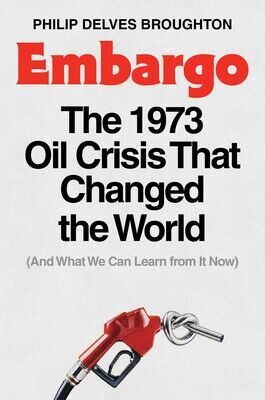 PHILIP DELVES BROUGHTON
Embargo
The 1973
Oil Crisis That
Changed
the World
(And What We Can Learn from It Now)